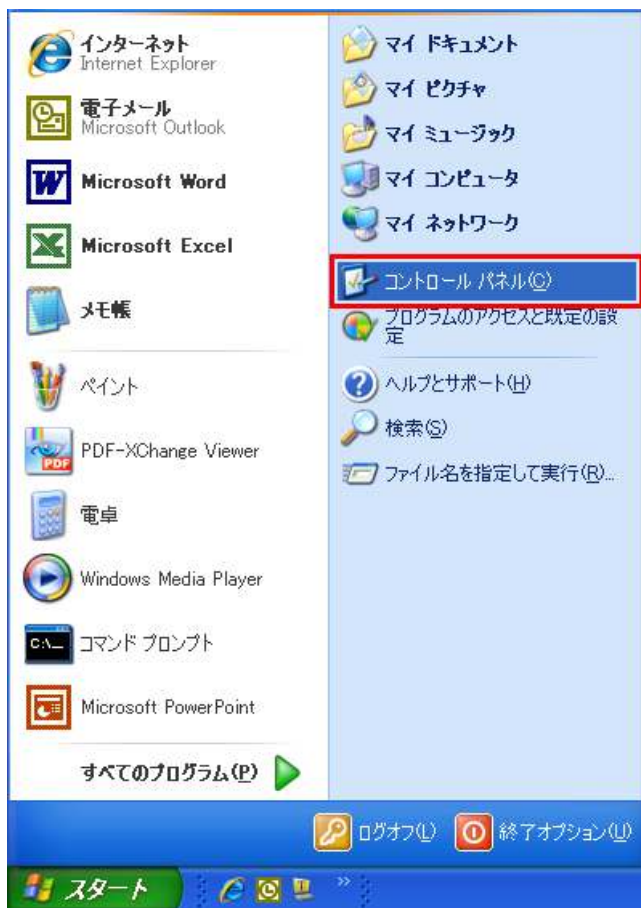 インターネット
Internet Explorer
電子メール
Microsoft Outlook
Microsoft Word
Microsoft Excel
メモ帳
ペイント
PDF-XChange Viewer
電卓
Windows Media Player
コマンド プロンプト
Microsoft PowerPoint
すべてのプログラム(P)
マイ ドキュメント
マイ ピクチャ
マイ ミュージック
マイ コンピュータ
マイ ネットワーク
コントロール パネル(C)
プログラムのアクセスと既定の設
定
ヘルプとサポート(H)
検索(S)
ファイル名を指定して実行(R)...
ログオフ(L)
終了オプション(U)
スタート